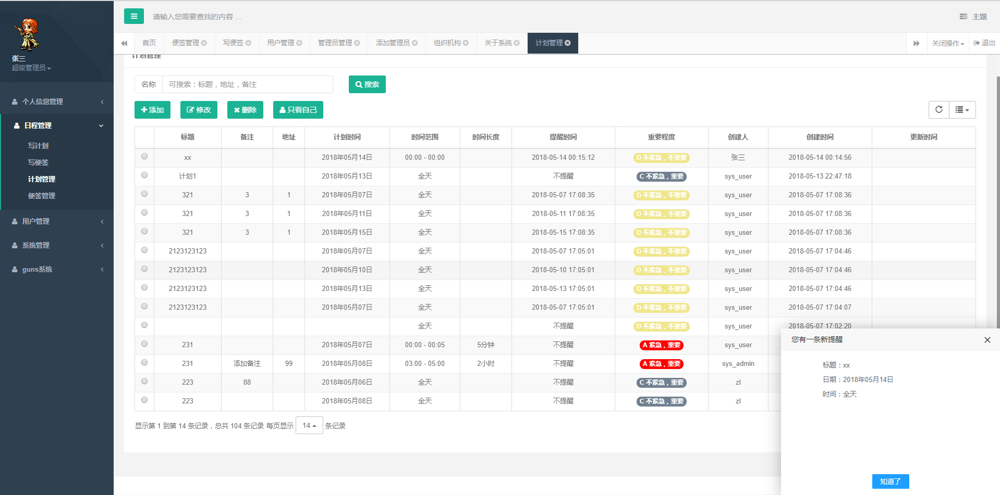 请输入您需要查找的内容 …
主题
首页 便签管理 写便签 用户管理 管理员管理 添加管理员 组织机构 关于系统 计划管理 关闭操作 退出
张三
超级管理员
个人信息管理
日程管理
写计划
写便签
计划管理
便签管理
用户管理
系统管理
guns系统
计划管理
名称 可搜索：标题，地址，备注 搜索
添加 修改 删除 只看自己
标题 备注 地址 计划时间 时间范围 时间长度 提醒时间 重要程度 创建人 创建时间 更新时间
xx 2018年05月14日 00:00 - 00:00 2018-05-14 00:15:12 D 不紧急，不重要 张三 2018-05-14 00:14:56
计划1 2018年05月13日 全天 不提醒 C 不紧急，重要 sys_user 2018-05-13 22:47:18
321 3 1 2018年05月07日 全天 2018-05-07 17:08:35 D 不紧急，不重要 sys_user 2018-05-07 17:08:36
321 3 1 2018年05月11日 全天 2018-05-11 17:08:35 D 不紧急，不重要 sys_user 2018-05-07 17:08:36
321 3 1 2018年05月15日 全天 2018-05-15 17:08:35 D 不紧急，不重要 sys_user 2018-05-07 17:08:36
2123123123 2018年05月07日 全天 2018-05-07 17:05:01 D 不紧急，不重要 sys_user 2018-05-07 17:04:46
2123123123 2018年05月10日 全天 2018-05-10 17:05:01 D 不紧急，不重要 sys_user 2018-05-07 17:04:46
2123123123 2018年05月13日 全天 2018-05-13 17:05:01 D 不紧急，不重要 sys_user 2018-05-07 17:04:46
2123123123 2018年05月07日 全天 2018-05-07 17:05:01 D 不紧急，不重要 sys_user 2018-05-07 17:04:07
全天 不提醒 D 不紧急，不重要 sys_user 2018-05-07 17:02:20
231 2018年05月07日 00:00 - 00:05 5分钟 不提醒 A 紧急，重要 sys_user
231 添加备注 99 2018年05月08日 03:00 - 05:00 2小时 不提醒 A 紧急，重要 sys_admin
223 88 2018年05月06日 全天 不提醒 C 不紧急，重要 zl
223 2018年05月08日 全天 不提醒 C 不紧急，重要 zl
显示第 1 到第 14 条记录，总共 104 条记录 每页显示 14 条记录
您有一条新提醒
标题：xx
日期：2018年05月14日
时间：全天
知道了